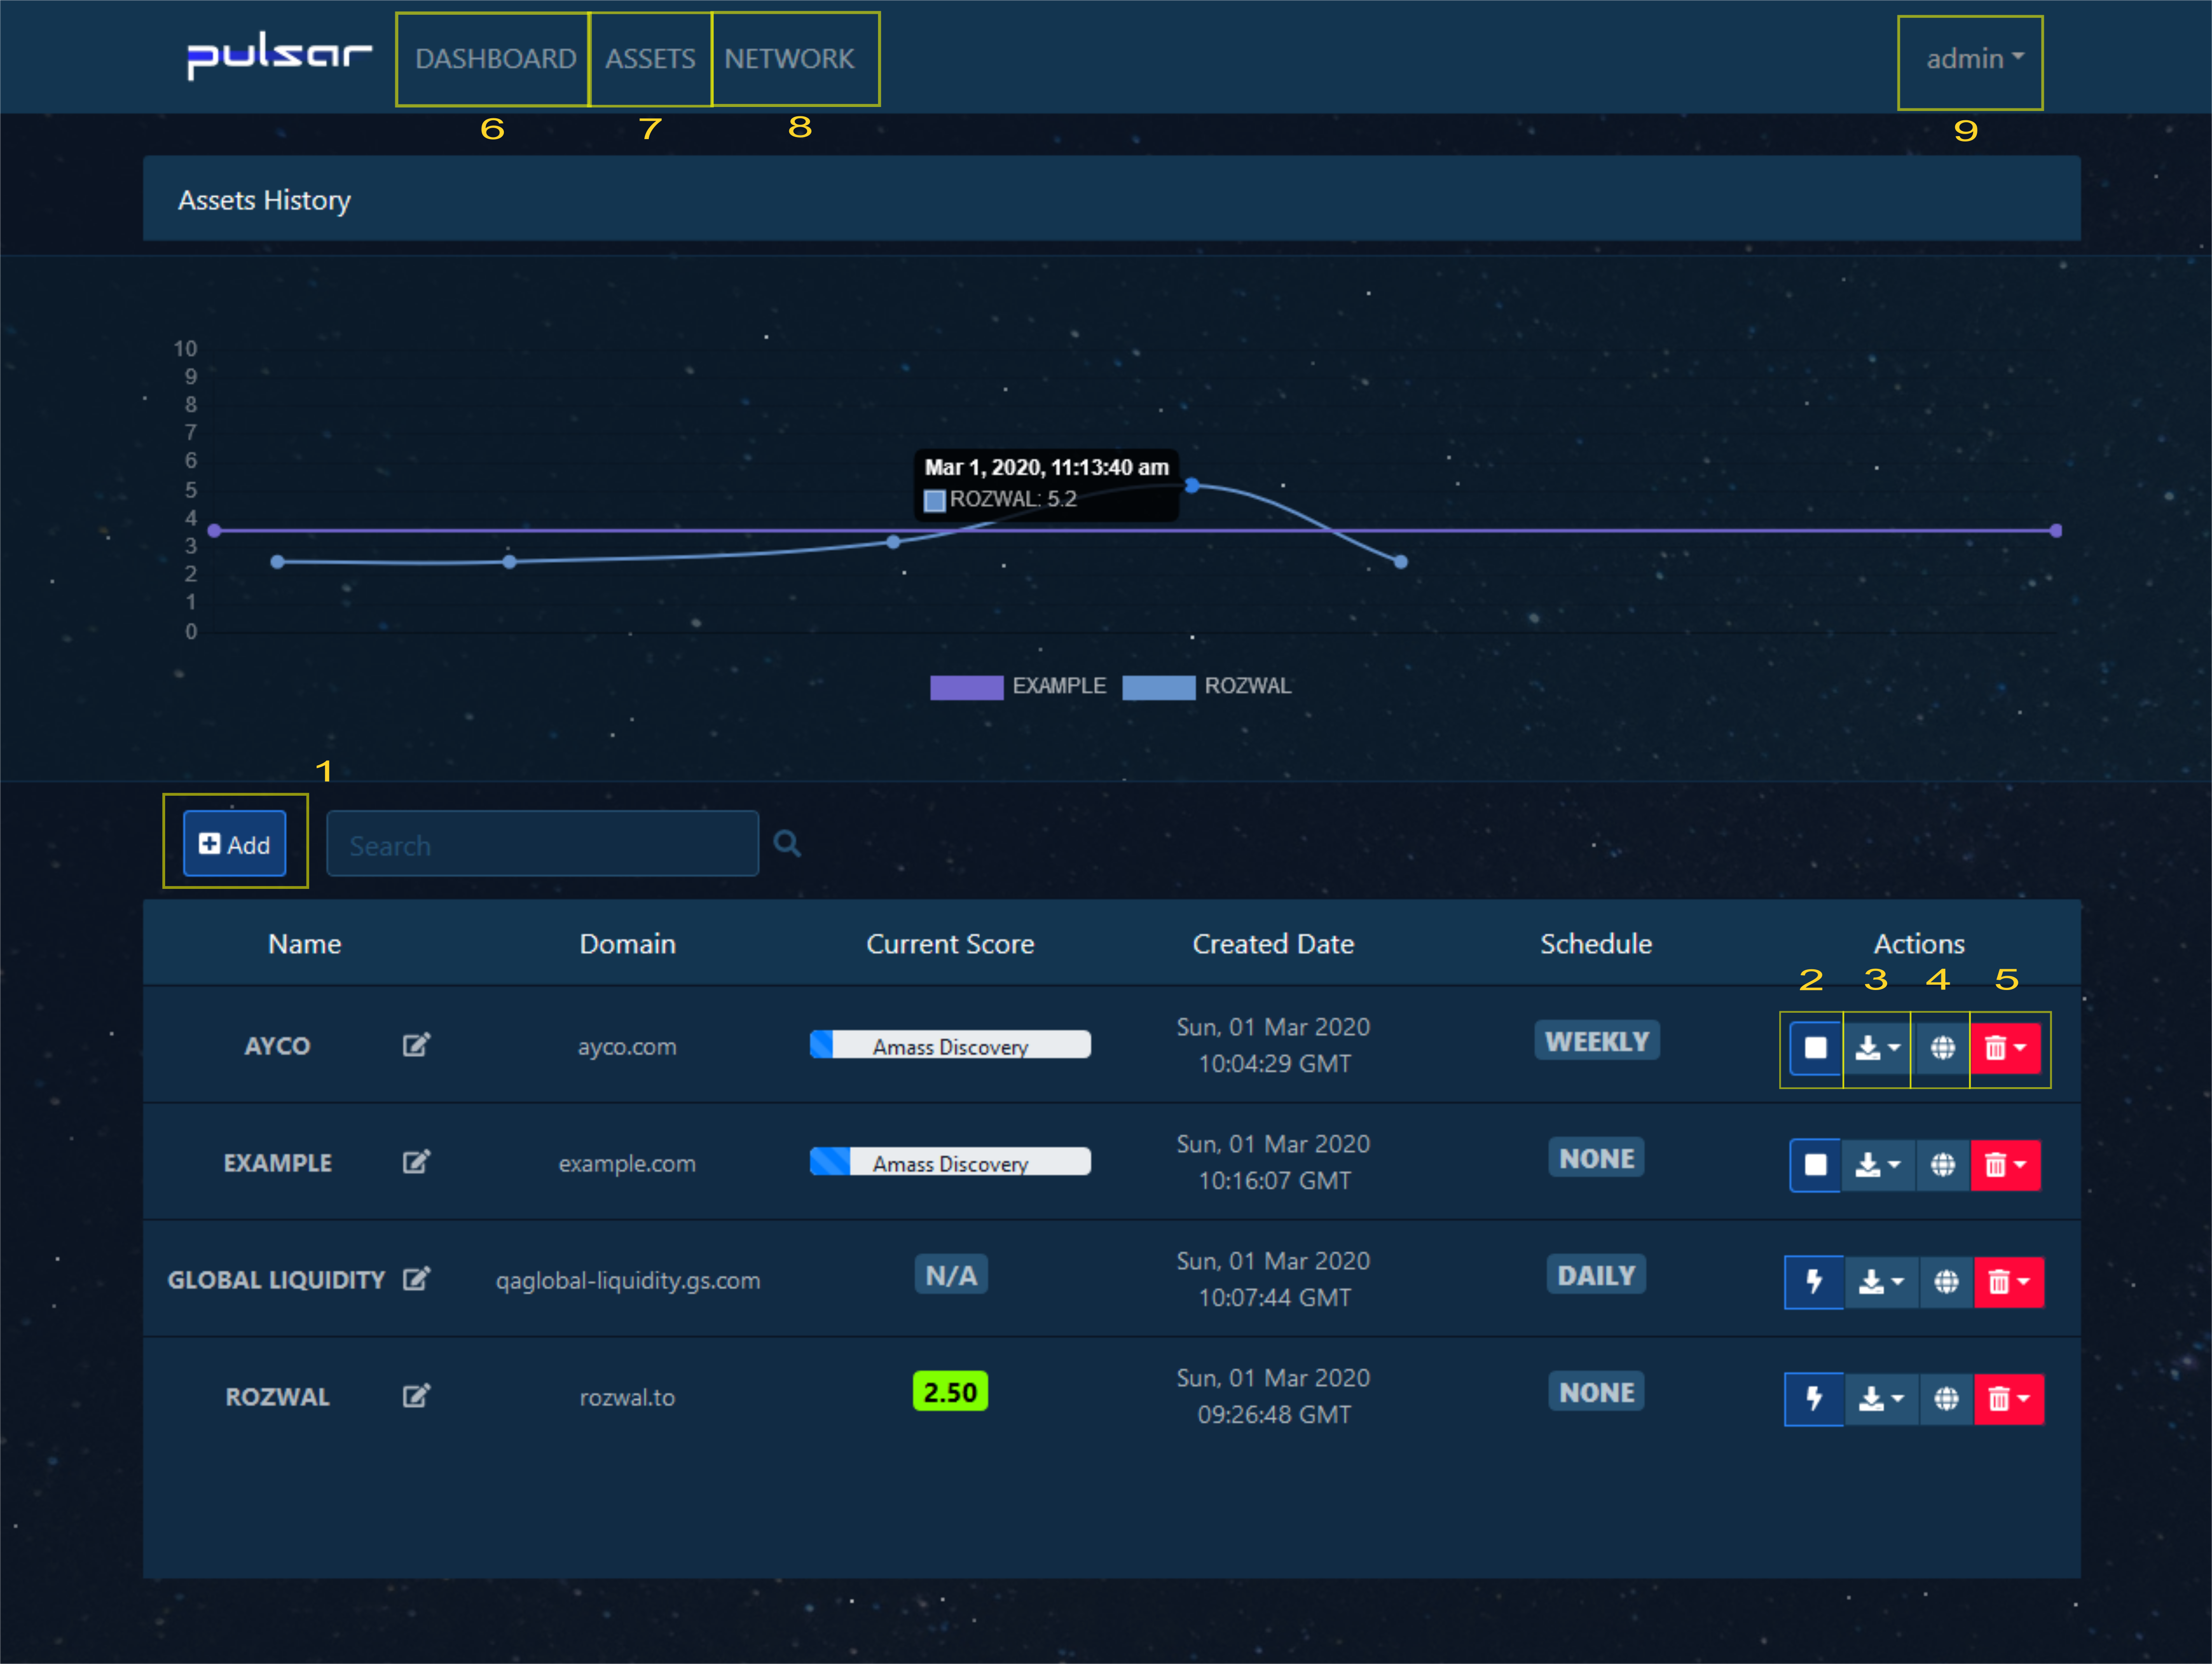 pulsar DASHBOARD ASSETS NETWORK admin
6 7 8 9
Assets History
10
9
8
7
6
5
4
3
2
1
0
Mar 1, 2020, 11:13:40 am
ROZWAL: 5.2
EXAMPLE ROZWAL
1
Add Search
Name Domain Current Score Created Date Schedule Actions
2 3 4 5
AYCO ayco.com Amass Discovery Sun, 01 Mar 2020 WEEKLY
10:04:29 GMT
EXAMPLE example.com Amass Discovery Sun, 01 Mar 2020 NONE
10:16:07 GMT
GLOBAL LIQUIDITY qaglobal-liquidity.gs.com N/A Sun, 01 Mar 2020 DAILY
10:07:44 GMT
ROZWAL rozwal.to 2.50 Sun, 01 Mar 2020 NONE
09:26:48 GMT